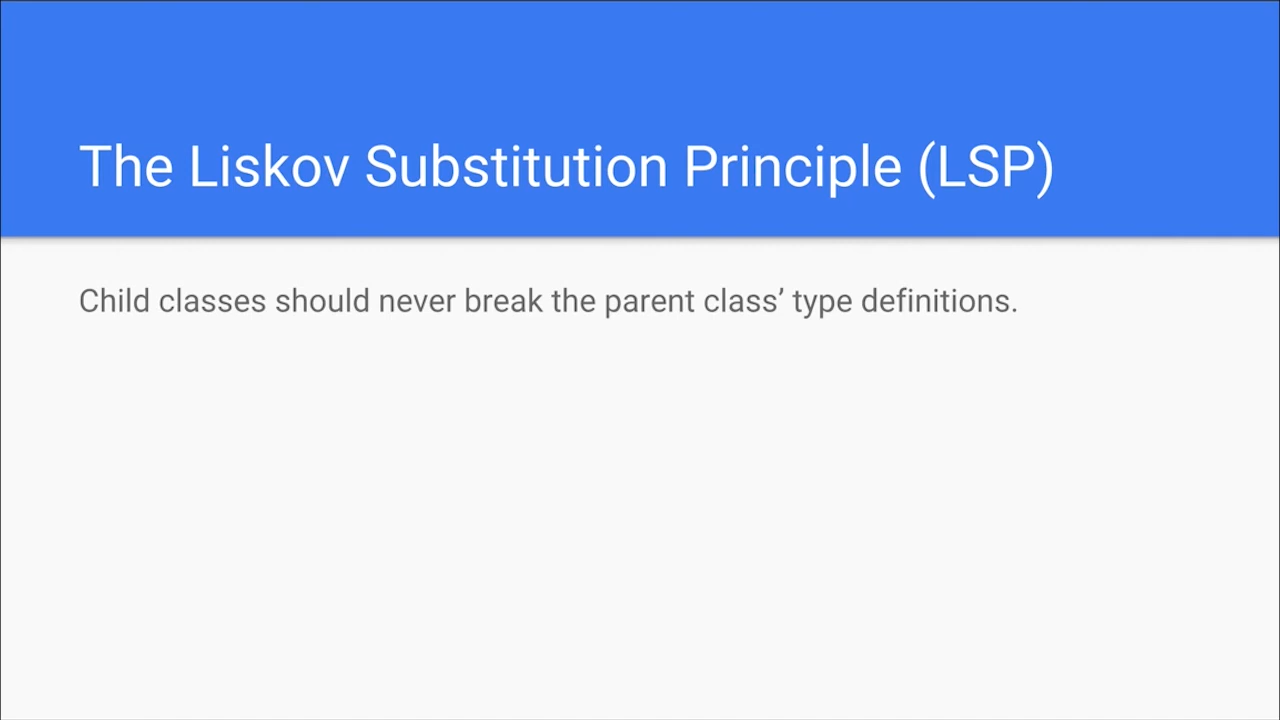 The Liskov Substitution Principle (LSP)
Child classes should never break the parent class’ type definitions.